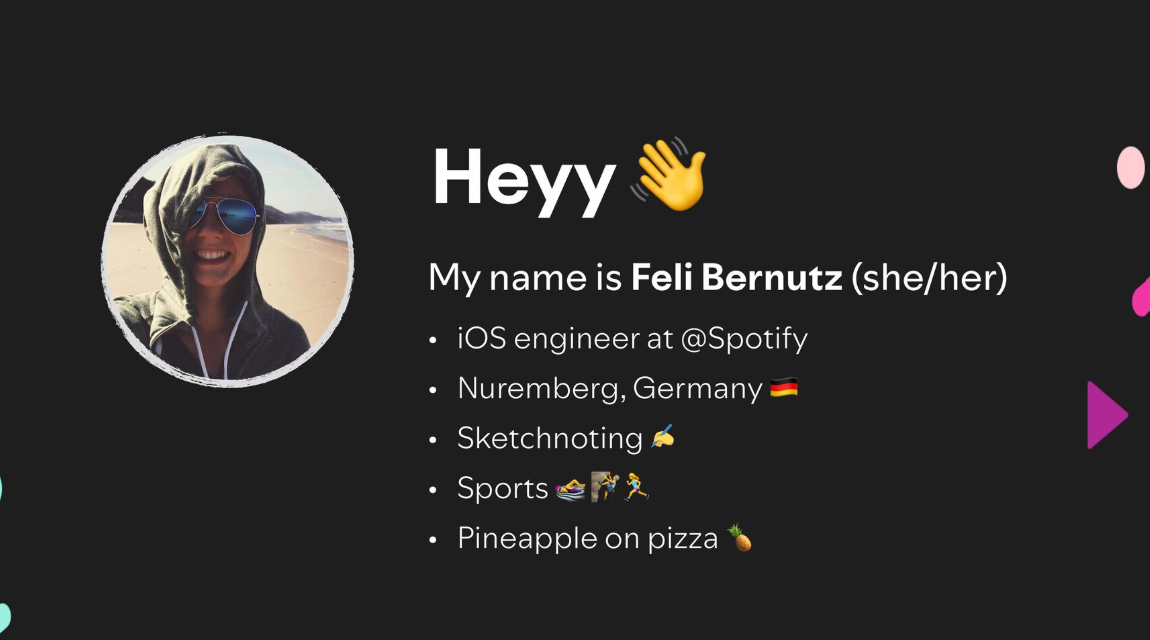 Heyy 👋
My name is Feli Bernutz (she/her)
• iOS engineer at @Spotify
• Nuremberg, Germany 🇩🇪
• Sketchnoting ✍️
• Sports 🏊‍♀️🧗‍♀️🏃‍♀️
• Pineapple on pizza 🍍